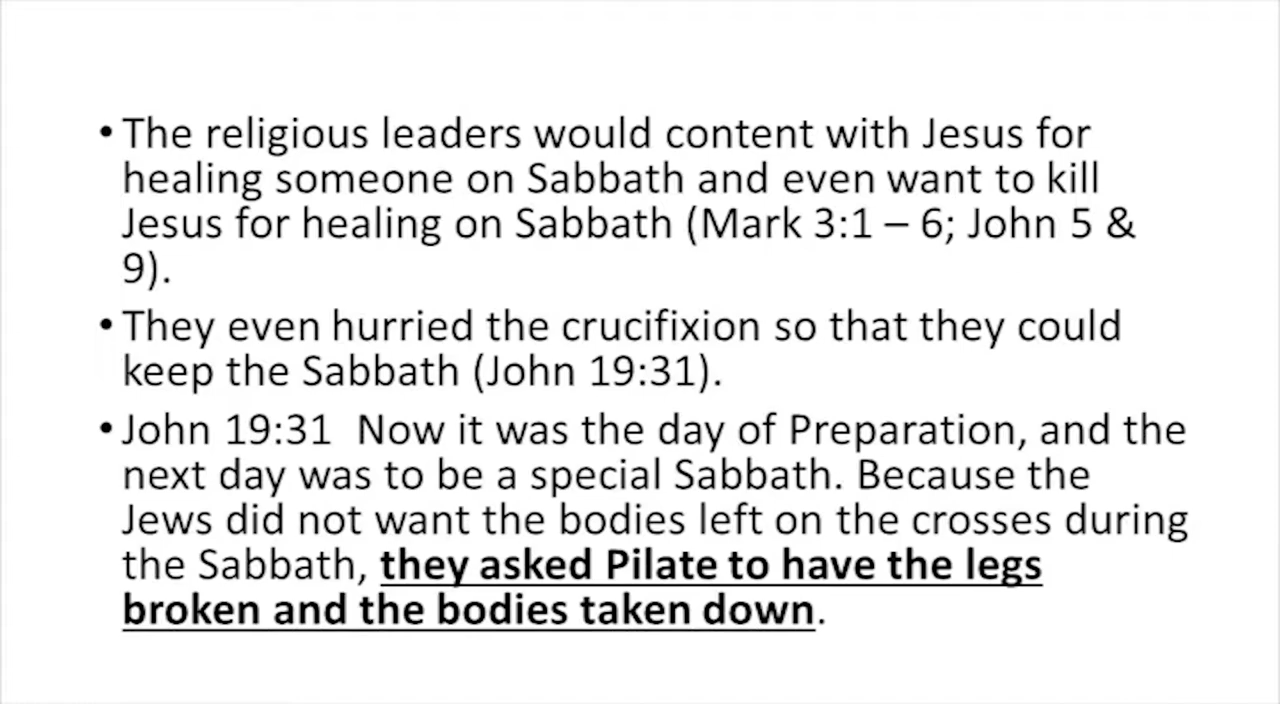 • The religious leaders would content with Jesus for
healing someone on Sabbath and even want to kill
Jesus for healing on Sabbath (Mark 3:1 – 6; John 5 &
9).
• They even hurried the crucifixion so that they could
keep the Sabbath (John 19:31).
• John 19:31  Now it was the day of Preparation, and the
next day was to be a special Sabbath. Because the
Jews did not want the bodies left on the crosses during
the Sabbath, they asked Pilate to have the legs
broken and the bodies taken down.